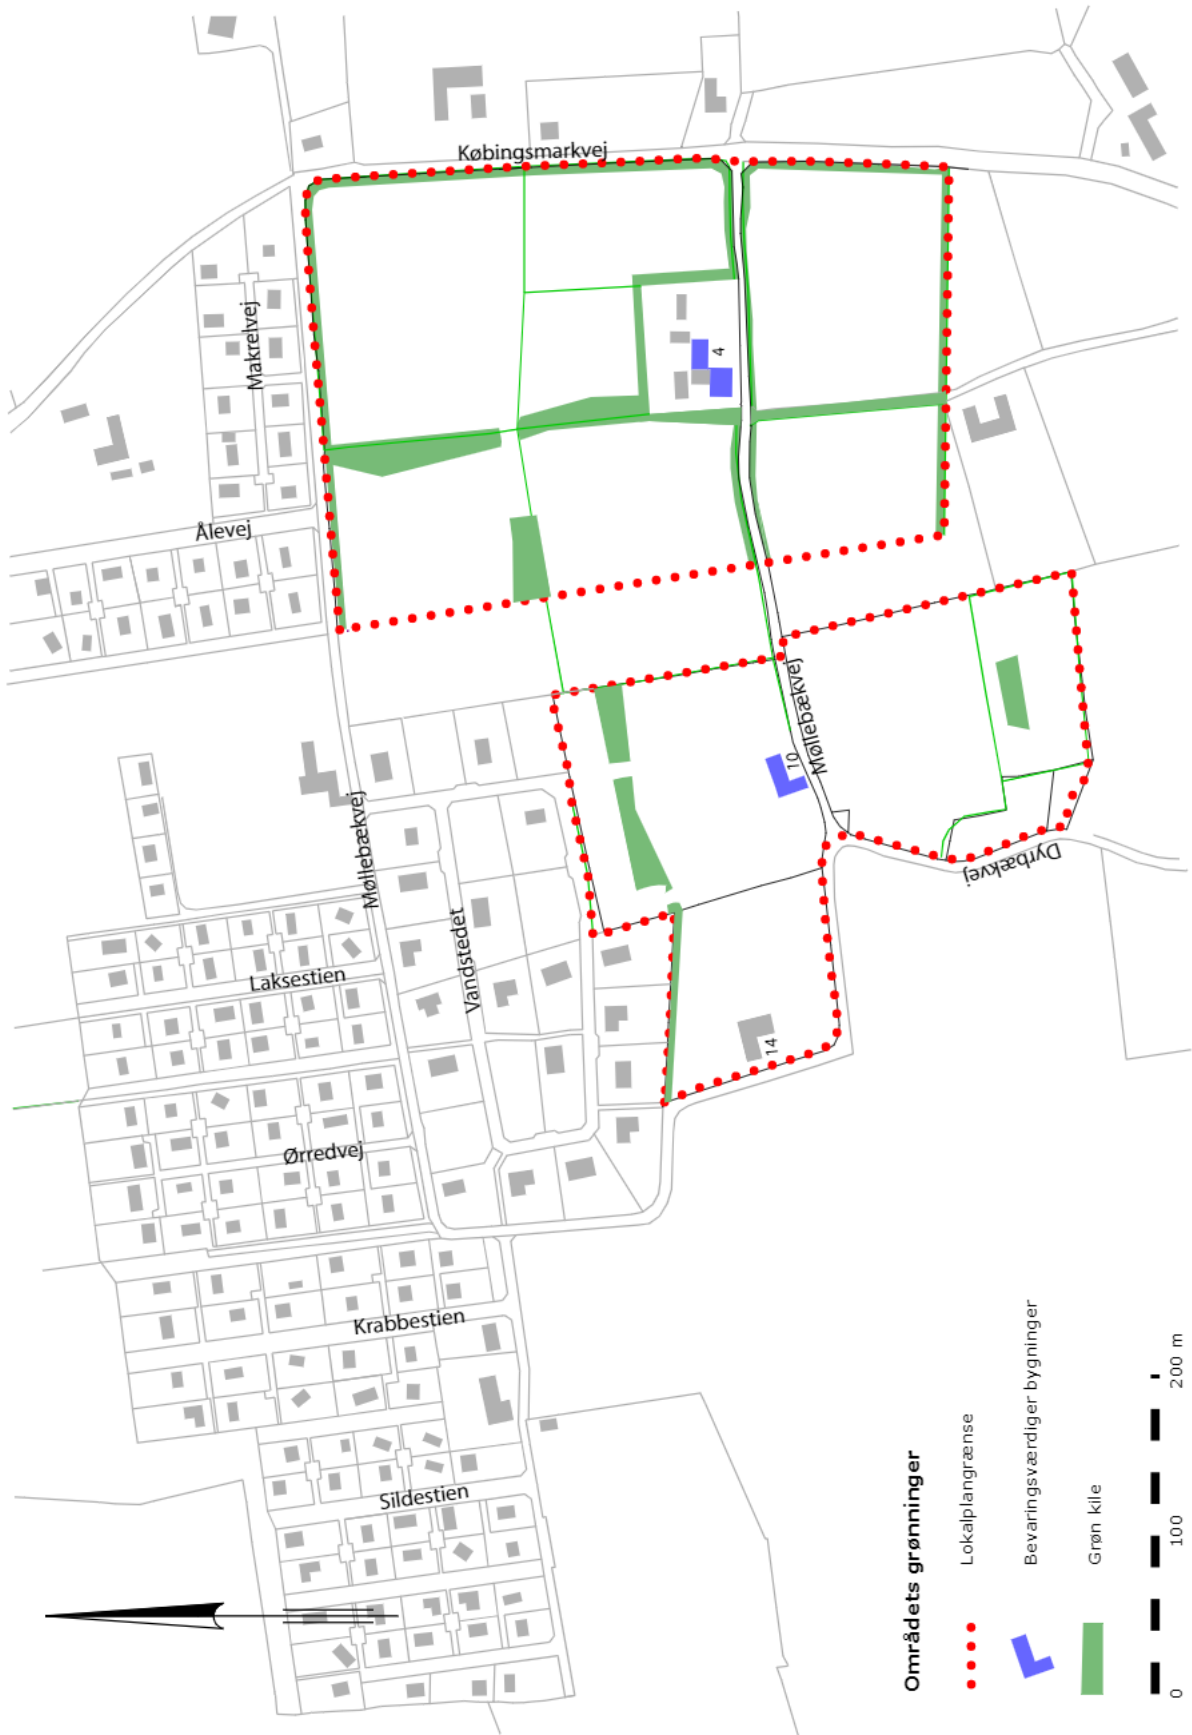 Købingsmarkvej
Makrelvej
Ålevej
4
Møllebækvej
10
Møllebækvej
Dyrbækvej
Vandstedet
Laksestien
14
Ørredvej
Krabbestien
Sildestien
Områdets grønninger
Lokalplangrænse
Bevaringsværdiger bygninger
Grøn kile
0 100 200 m